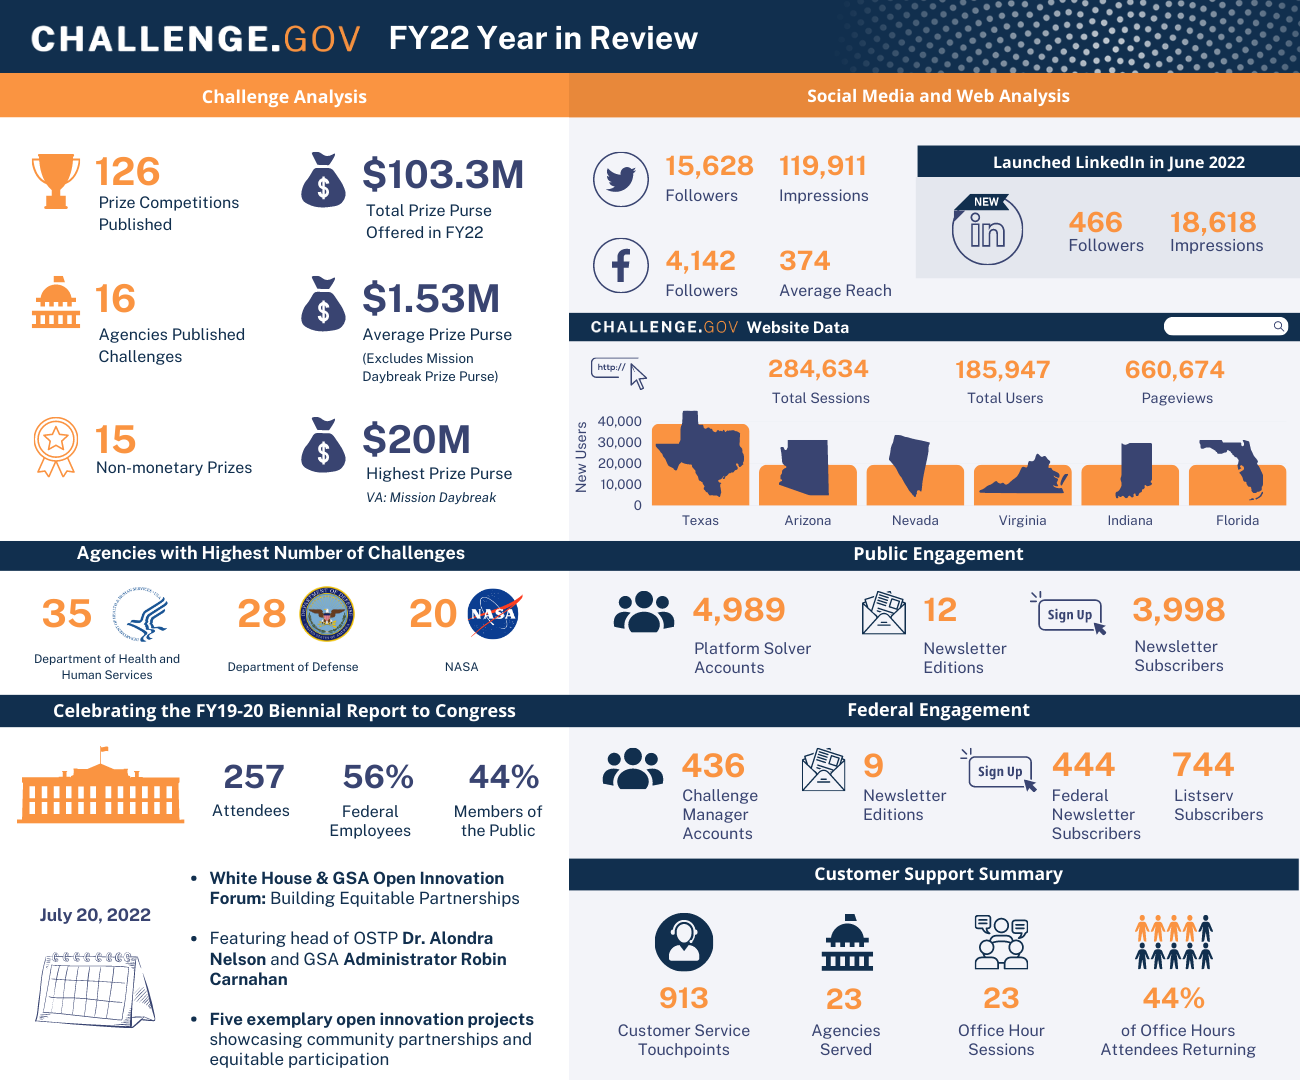 CHALLENGE.GOV FY22 Year in Review
Challenge Analysis
126
Prize Competitions
Published
$103.3M
Total Prize Purse
Offered in FY22
16
Agencies Published
Challenges
$1.53M
Average Prize Purse
(Excludes Mission
Daybreak Prize Purse)
15
Non-monetary Prizes
$20M
Highest Prize Purse
VA: Mission Daybreak
Agencies with Highest Number of Challenges
35
Department of Health and
Human Services
28
Department of Defense
20
NASA
NASA
Celebrating the FY19-20 Biennial Report to Congress
257
Attendees
56%
Federal
Employees
44%
Members of
the Public
July 20, 2022
• White House & GSA Open Innovation
Forum: Building Equitable Partnerships
• Featuring head of OSTP Dr. Alondra
Nelson and GSA Administrator Robin
Carnahan
• Five exemplary open innovation projects
showcasing community partnerships and
equitable participation
Social Media and Web Analysis
15,628
Followers
119,911
Impressions
4,142
Followers
374
Average Reach
Launched LinkedIn in June 2022
NEW
in
466
Followers
18,618
Impressions
CHALLENGE.GOV Website Data
http://
284,634
Total Sessions
185,947
Total Users
660,674
Pageviews
New Users
40,000
30,000
20,000
10,000
0
Texas
Arizona
Nevada
Virginia
Indiana
Florida
Public Engagement
4,989
Platform Solver
Accounts
12
Newsletter
Editions
Sign Up
3,998
Newsletter
Subscribers
Federal Engagement
436
Challenge
Manager
Accounts
9
Newsletter
Editions
Sign Up
444
Federal
Newsletter
Subscribers
744
Listserv
Subscribers
Customer Support Summary
913
Customer Service
Touchpoints
23
Agencies
Served
23
Office Hour
Sessions
44%
of Office Hours
Attendees Returning